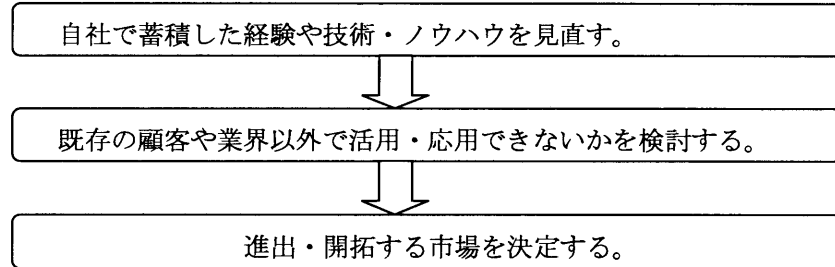 自社で蓄積した経験や技術・ノウハウを見直す。
既存の顧客や業界以外で活用・応用できないかを検討する。
進出・開拓する市場を決定する。